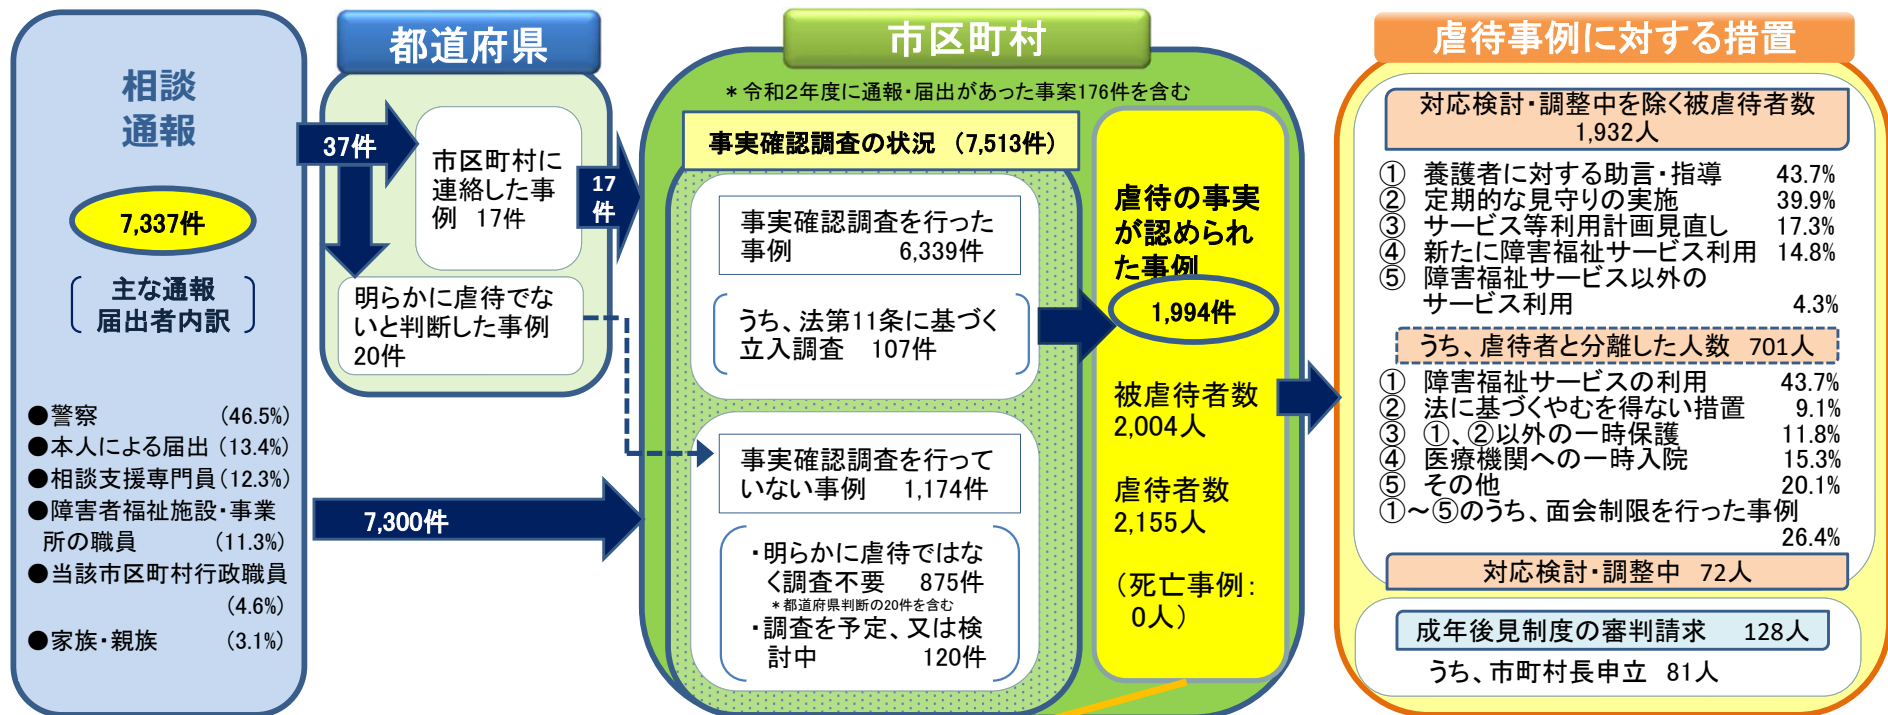 相談
通報
7,337件
主な通報
届出者内訳
●警察 (46.5%)
●本人による届出 (13.4%)
●相談支援専門員(12.3%)
●障害者福祉施設・事業
所の職員 (11.3%)
●当該市区町村行政職員
(4.6%)
●家族・親族 (3.1%)
都道府県
37件
市区町村に
連絡した事
例 17件
17
件
明らかに虐待でな
いと判断した事例
20件
7,300件
市区町村
*令和2年度に通報・届出があった事案176件を含む
事実確認調査の状況 (7,513件)
事実確認調査を行った
事例 6,339件
うち、法第11条に基づく
立入調査 107件
事実確認調査を行って
いない事例 1,174件
・明らかに虐待ではな
く調査不要 875件
*都道府県判断の20件を含む
・調査を予定、又は検
討中 120件
虐待の事実
が認められ
た事例
1,994件
被虐待者数
2,004人
虐待者数
2,155人
(死亡事例:
0人)
虐待事例に対する措置
対応検討・調整中を除く被虐待者数
1,932人
① 養護者に対する助言・指導 43.7%
② 定期的な見守りの実施 39.9%
③ サービス等利用計画見直し 17.3%
④ 新たに障害福祉サービス利用 14.8%
⑤ 障害福祉サービス以外の
サービス利用 4.3%
うち、虐待者と分離した人数 701人
① 障害福祉サービスの利用 43.7%
② 法に基づくやむを得ない措置 9.1%
③ ①、②以外の一時保護 11.8%
④ 医療機関への一時入院 15.3%
⑤ その他 20.1%
①~⑤のうち、面会制限を行った事例
26.4%
対応検討・調整中 72人
成年後見制度の審判請求 128人
うち、市町村長申立 81人